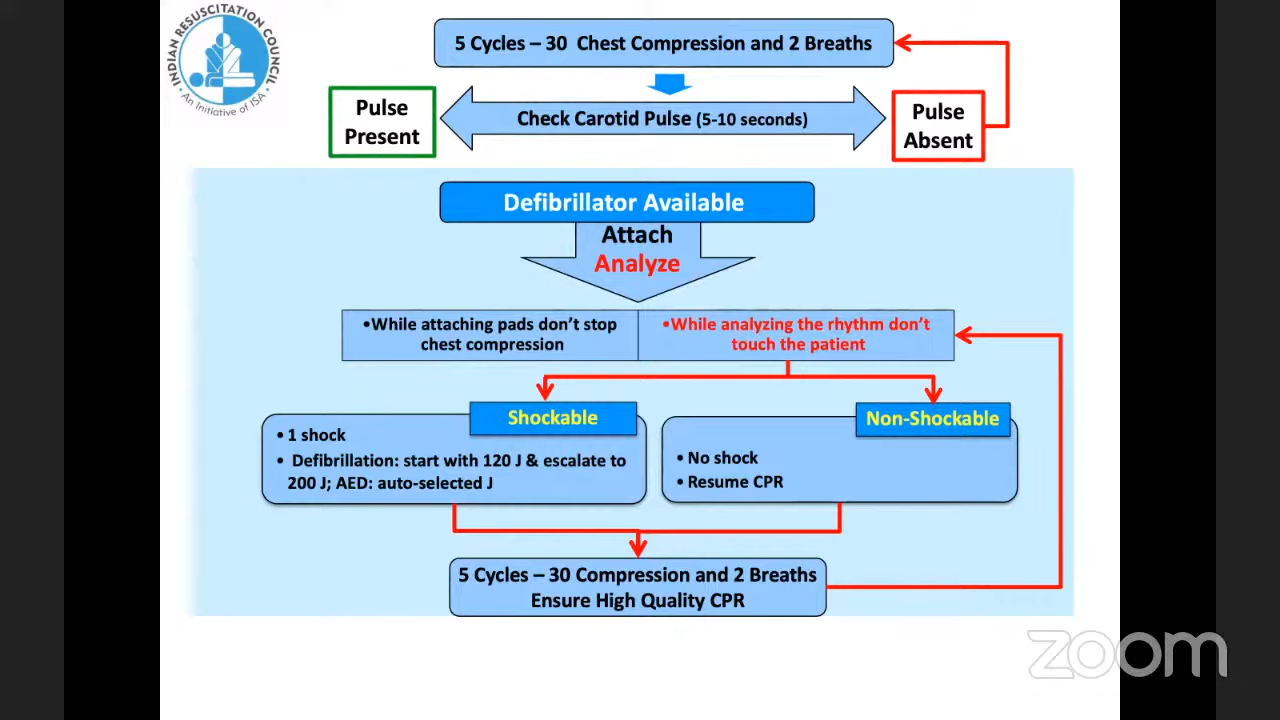 INDIAN RESUSCITATION COUNCIL
An Initiative of ISA
5 Cycles – 30 Chest Compression and 2 Breaths
Pulse
Present
Check Carotid Pulse (5-10 seconds)
Pulse
Absent
Defibrillator Available
Attach
Analyze
•While attaching pads don't stop
chest compression
•While analyzing the rhythm don't
touch the patient
Shockable
• 1 shock
• Defibrillation: start with 120 J & escalate to
200 J; AED: auto-selected J
Non-Shockable
• No shock
• Resume CPR
5 Cycles – 30 Compression and 2 Breaths
Ensure High Quality CPR
zoom